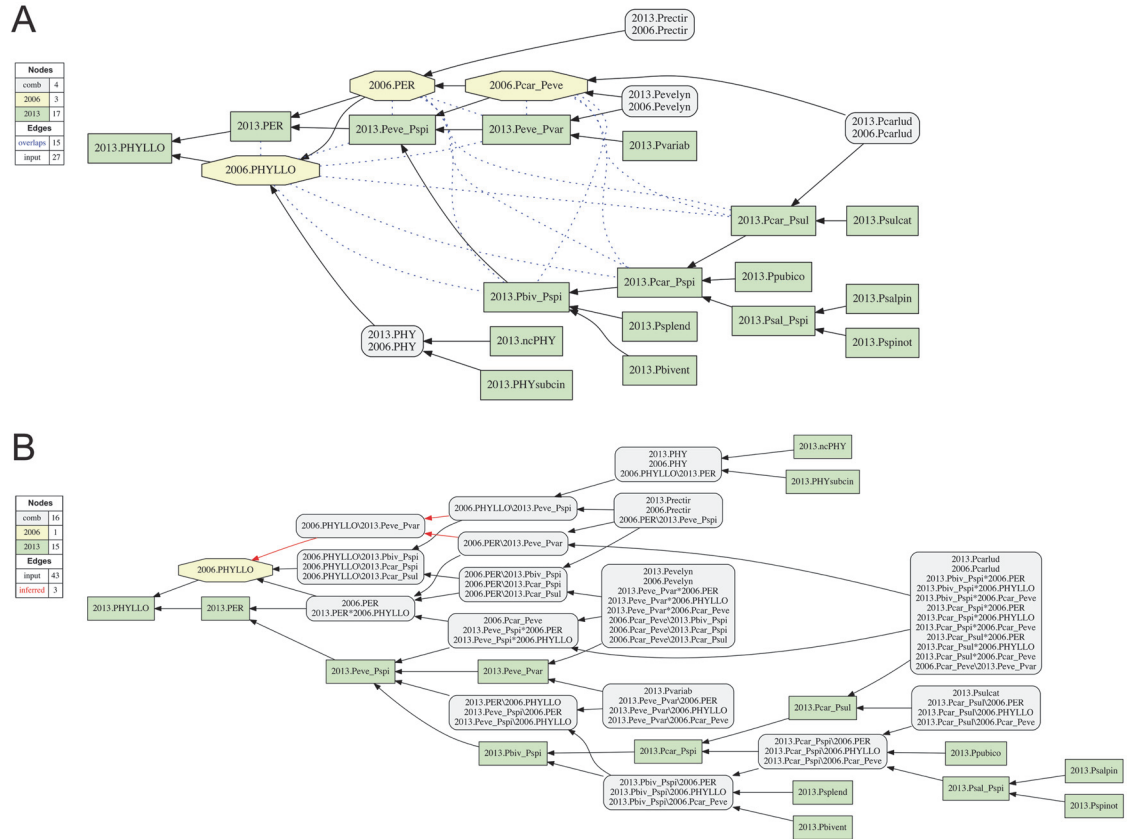 A
2013.Prectir
2006.Prectir
Nodes
comb 4
2006 3
2013 17
Edges
overlaps 15
input 27
2006.PER
2006.Pcar_Peve
2013.Pevelyn
2006.Pevelyn
2013.PER
2013.Peve_Pspi
2013.Peve_Pvar
2013.Pcarlud
2006.Pcarlud
2013.PHYLLO
2013.Pvariab
2006.PHYLLO
2013.Pcar_Psul
2013.Psulcat
2013.Pcar_Pspi
2013.Ppubico
2013.Pbiv_Pspi
2013.Psalpin
2013.Psal_Pspi
2013.Psplend
2013.Pspinot
2013.PHY
2006.PHY
2013.ncPHY
2013.Pbivent
2013.PHYsubcin
B
Nodes
comb 16
2006 1
2013 15
Edges
input 43
inferred 3
2013.PHY
2006.PHY
2006.PHYLLO\2013.PER
2013.ncPHY
2013.PHYsubcin
2006.PHYLLO\2013.Peve_Pspi
2013.Prectir
2006.Prectir
2006.PER\2013.Peve_Pspi
2006.PHYLLO\2013.Peve_Pvar
2006.PER\2013.Peve_Pvar
2006.PHYLLO
2006.PHYLLO\2013.Pbiv_Pspi
2006.PHYLLO\2013.Pcar_Pspi
2006.PHYLLO\2013.Pcar_Psul
2006.PER\2013.Pbiv_Pspi
2006.PER\2013.Pcar_Pspi
2006.PER\2013.Pcar_Psul
2013.Pevelyn
2006.Pevelyn
2013.Peve_Pvar*2006.PER
2013.Peve_Pvar*2006.PHYLLO
2013.Peve_Pvar*2006.Pcar_Peve
2006.Pcar_Peve\2013.Pbiv_Pspi
2006.Pcar_Peve\2013.Pcar_Pspi
2006.Pcar_Peve\2013.Pcar_Psul
2013.Pcarlud
2006.Pcarlud
2013.Pbiv_Pspi*2006.PER
2013.Pbiv_Pspi*2006.PHYLLO
2013.Pbiv_Pspi*2006.Pcar_Peve
2013.Pcar_Pspi*2006.PER
2013.Pcar_Pspi*2006.PHYLLO
2013.Pcar_Pspi*2006.Pcar_Peve
2013.Pcar_Psul*2006.PER
2013.Pcar_Psul*2006.PHYLLO
2013.Pcar_Psul*2006.Pcar_Peve
2006.Pcar_Peve\2013.Peve_Pvar
2013.PHYLLO
2013.PER
2006.PER
2013.PER*2006.PHYLLO
2006.Pcar_Peve
2013.Peve_Pspi*2006.PER
2013.Peve_Pspi*2006.PHYLLO
2013.Peve_Pspi
2013.Peve_Pvar
2013.Pvariab
2013.Peve_Pvar\2006.PER
2013.Peve_Pvar\2006.PHYLLO
2013.Peve_Pvar\2006.Pcar_Peve
2013.PER\2006.PHYLLO
2013.Peve_Pspi\2006.PER
2013.Peve_Pspi\2006.PHYLLO
2013.Pcar_Psul
2013.Psulcat
2013.Pcar_Psul\2006.PER
2013.Pcar_Psul\2006.PHYLLO
2013.Pcar_Psul\2006.Pcar_Peve
2013.Pbiv_Pspi
2013.Pcar_Pspi
2013.Pcar_Pspi\2006.PER
2013.Pcar_Pspi\2006.PHYLLO
2013.Pcar_Pspi\2006.Pcar_Peve
2013.Ppubico
2013.Psalpin
2013.Pbiv_Pspi\2006.PER
2013.Pbiv_Pspi\2006.PHYLLO
2013.Pbiv_Pspi\2006.Pcar_Peve
2013.Psplend
2013.Psal_Pspi
2013.Pspinot
2013.Pbivent